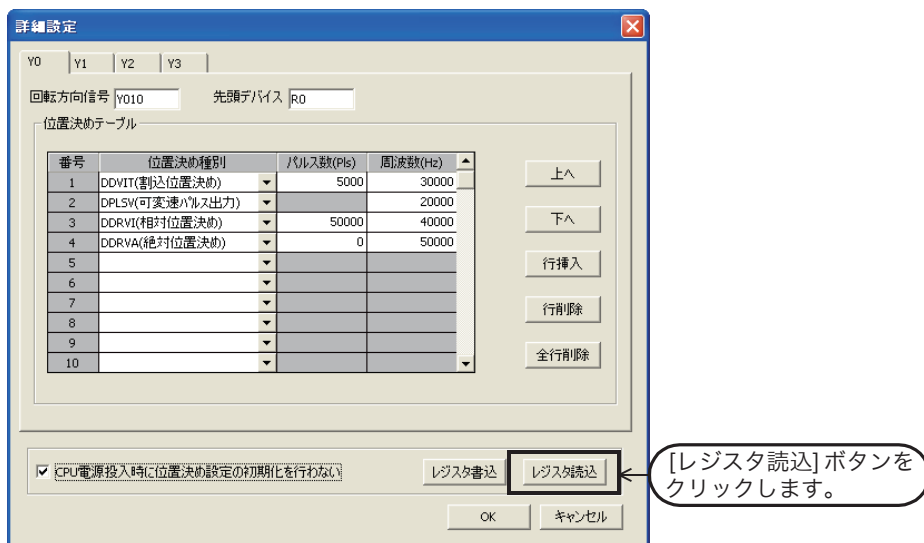 詳細設定
Y0 Y1 Y2 Y3
回転方向信号 Y010 先頭デバイス R0
位置決めテーブル
番号 位置決め種別 パルス数(Pls) 周波数(Hz)
1 DDVIT(割込位置決め) 5000 30000
2 DPLSV(可変速パルス出力) 20000
3 DDRVI(相対位置決め) 50000 40000
4 DDRVA(絶対位置決め) 0 50000
5
6
7
8
9
10
上へ
下へ
行挿入
行削除
全行削除
CPU電源投入時に位置決め設定の初期化を行わない
レジスタ書込 レジスタ読込
OK キャンセル
[レジスタ読込] ボタンを
クリックします。